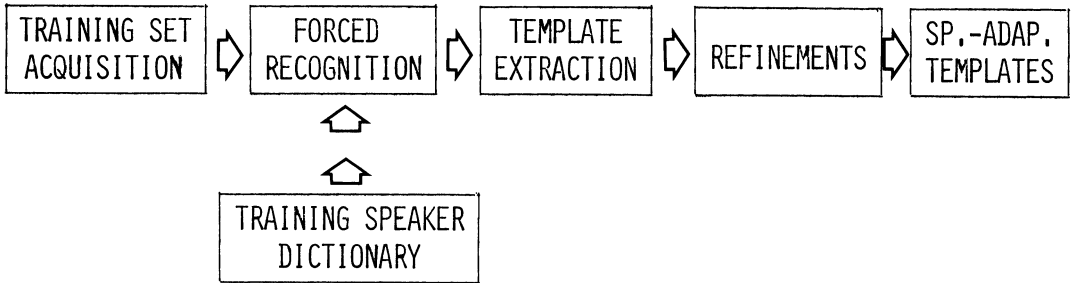 TRAINING SET
ACQUISITION
FORCED
RECOGNITION
TEMPLATE
EXTRACTION
REFINEMENTS
SP.-ADAP.
TEMPLATES
TRAINING SPEAKER
DICTIONARY